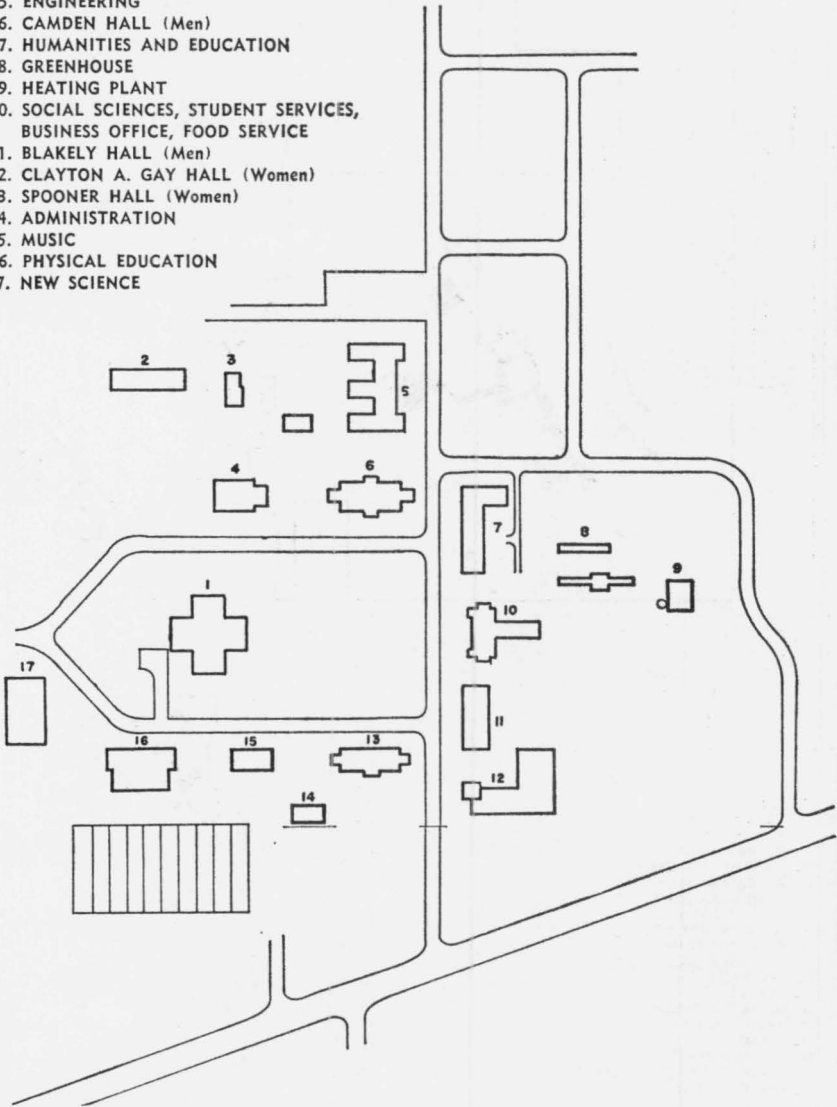 5. ENGINEERING
6. CAMDEN HALL (Men)
7. HUMANITIES AND EDUCATION
8. GREENHOUSE
9. HEATING PLANT
0. SOCIAL SCIENCES, STUDENT SERVICES,
BUSINESS OFFICE, FOOD SERVICE
1. BLAKELY HALL (Men)
2. CLAYTON A. GAY HALL (Women)
3. SPOONER HALL (Women)
4. ADMINISTRATION
5. MUSIC
6. PHYSICAL EDUCATION
7. NEW SCIENCE
2
3
5
4
6
7
8
9
1
10
17
11
16
15
13
12
14